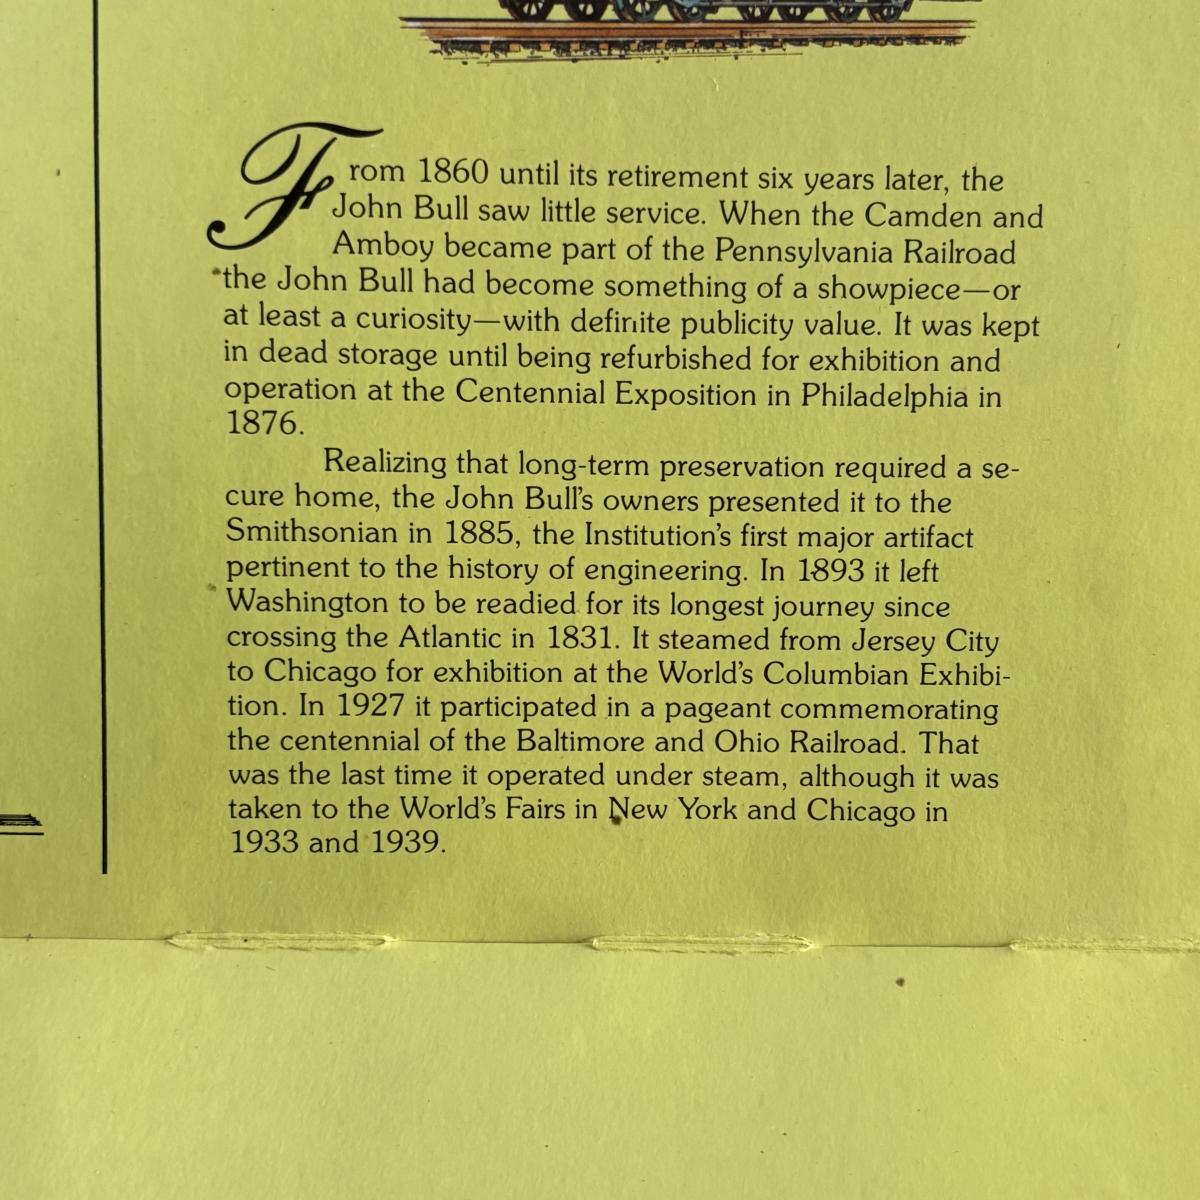 From 1860 until its retirement six years later, the
John Bull saw little service. When the Camden and
Amboy became part of the Pennsylvania Railroad
the John Bull had become something of a showpiece—or
at least a curiosity—with definite publicity value. It was kept
in dead storage until being refurbished for exhibition and
operation at the Centennial Exposition in Philadelphia in
1876.
Realizing that long-term preservation required a se-
cure home, the John Bull's owners presented it to the
Smithsonian in 1885, the Institution's first major artifact
pertinent to the history of engineering. In 1893 it left
Washington to be readied for its longest journey since
crossing the Atlantic in 1831. It steamed from Jersey City
to Chicago for exhibition at the World's Columbian Exhibi-
tion. In 1927 it participated in a pageant commemorating
the centennial of the Baltimore and Ohio Railroad. That
was the last time it operated under steam, although it was
taken to the World's Fairs in New York and Chicago in
1933 and 1939.